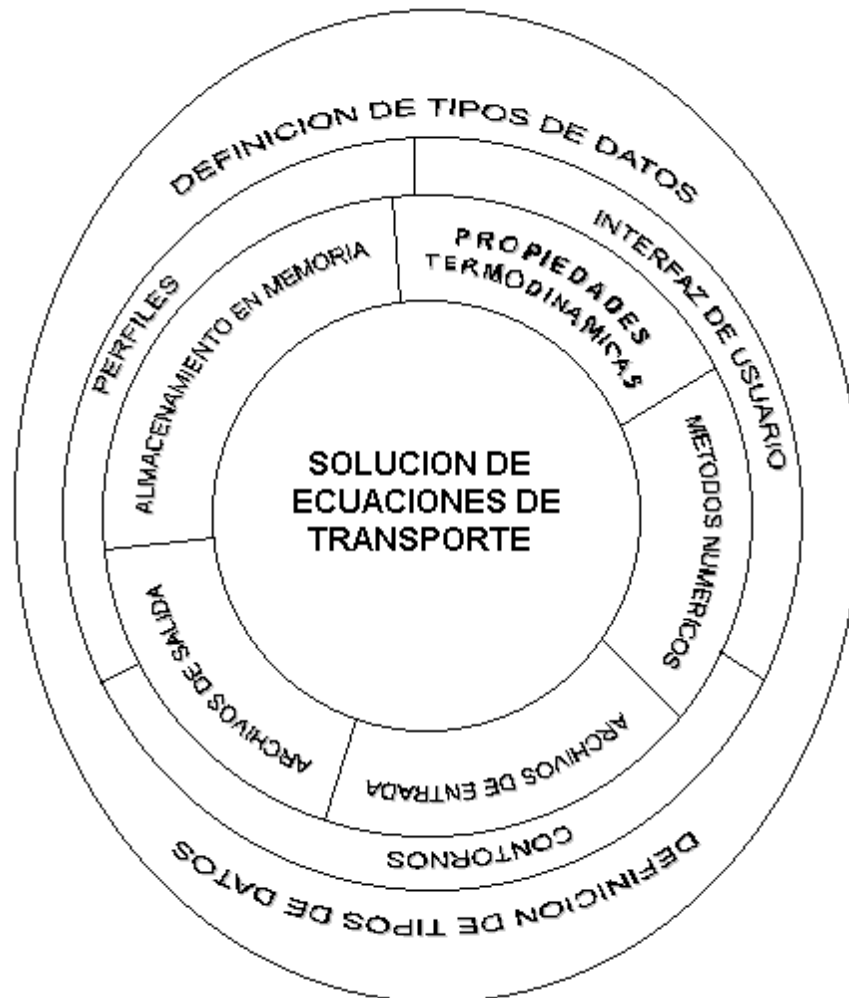 DEFINICION DE TIPOS DE DATOS
PERFILES
INTERFAZ DE USUARIO
ALMACENAMIENTO EN MEMORIA
PROPIEDADES
TERMODINAMICAS
METODOS NUMERICOS
SOLUCION DE
ECUACIONES DE
TRANSPORTE
ARCHIVOS DE SALIDA
ARCHIVOS DE ENTRADA
CONTORNOS
DEFINICION DE TIPOS DE DATOS